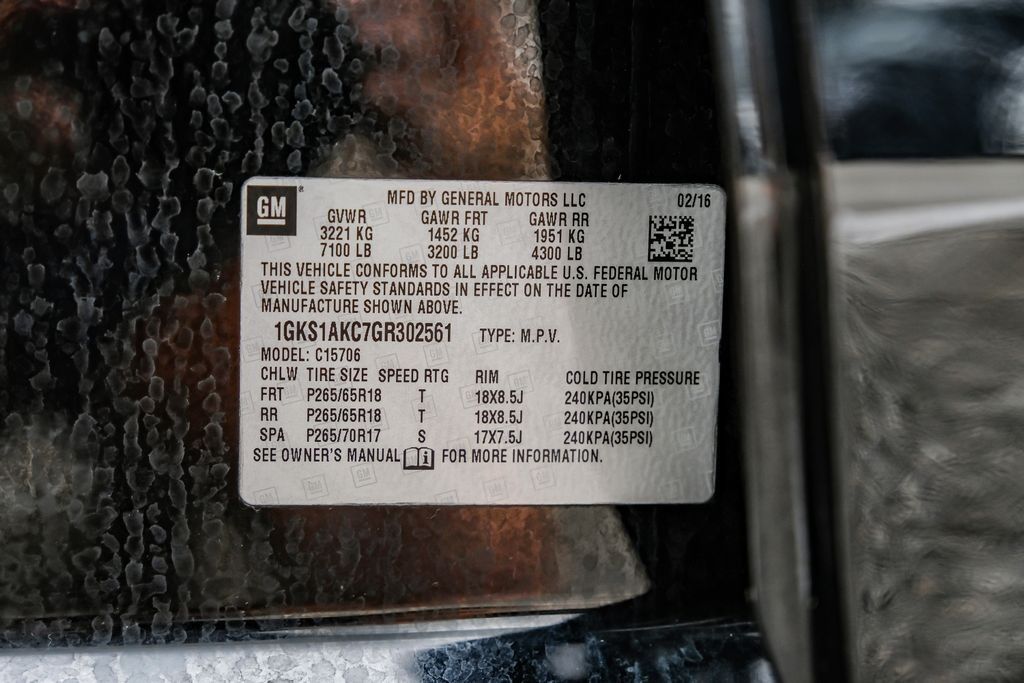 GM
MFD BY GENERAL MOTORS LLC 02/16
GVWR GAWR FRT GAWR RR
3221 KG 1452 KG 1951 KG
7100 LB 3200 LB 4300 LB
THIS VEHICLE CONFORMS TO ALL APPLICABLE U.S. FEDERAL MOTOR
VEHICLE SAFETY STANDARDS IN EFFECT ON THE DATE OF
MANUFACTURE SHOWN ABOVE.
1GKS1AKC7GR302561 TYPE: M.P.V.
MODEL: C15706
CHLW TIRE SIZE SPEED RTG RIM COLD TIRE PRESSURE
FRT P265/65R18 T 18X8.5J 240KPA(35PSI)
RR P265/65R18 T 18X8.5J 240KPA(35PSI)
SPA P265/70R17 S 17X7.5J 240KPA(35PSI)
SEE OWNER'S MANUAL FOR MORE INFORMATION.